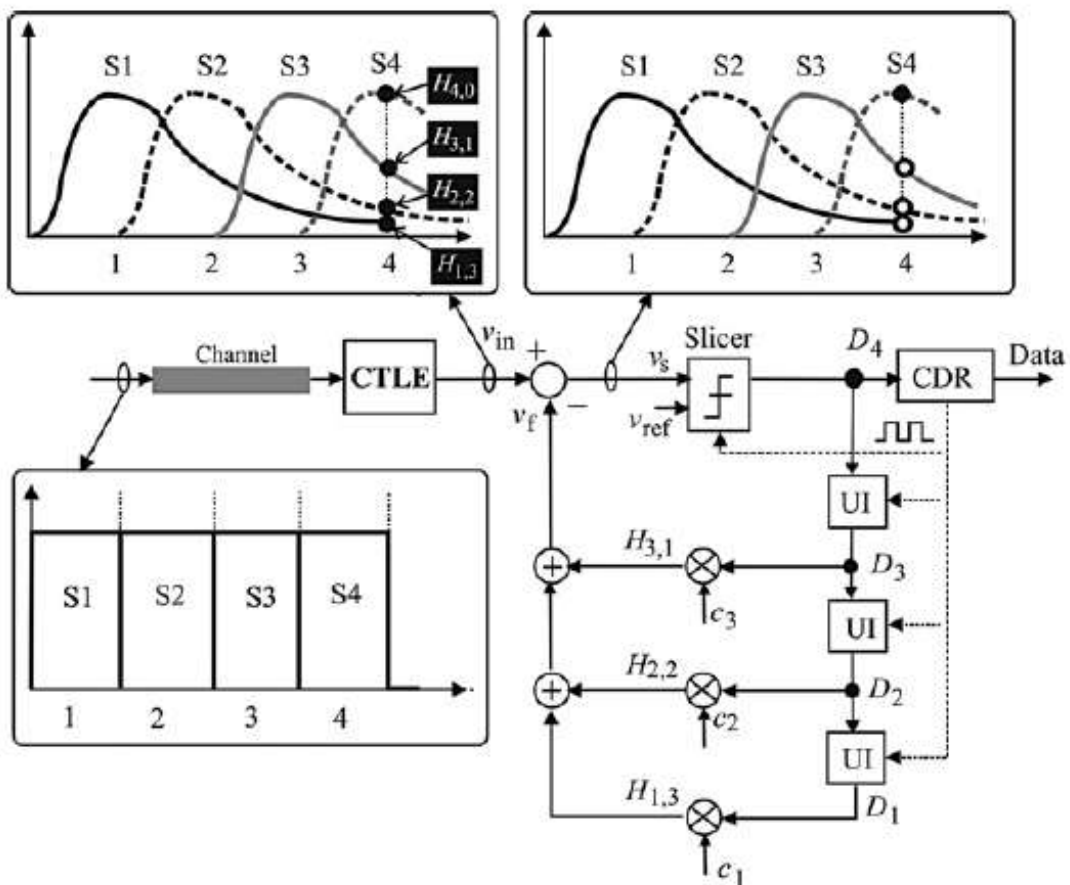 S1 S2 S3 S4
H4,0
H3,1
H2,2
H1,3
1 2 3 4
S1 S2 S3 S4
1 2 3 4
Channel
CTLE
vin
+
−
vf
vs
vref
Slicer
D4
CDR
Data
UI
D3
UI
D2
UI
D1
H3,1
c3
H2,2
c2
H1,3
c1
S1 S2 S3 S4
1 2 3 4